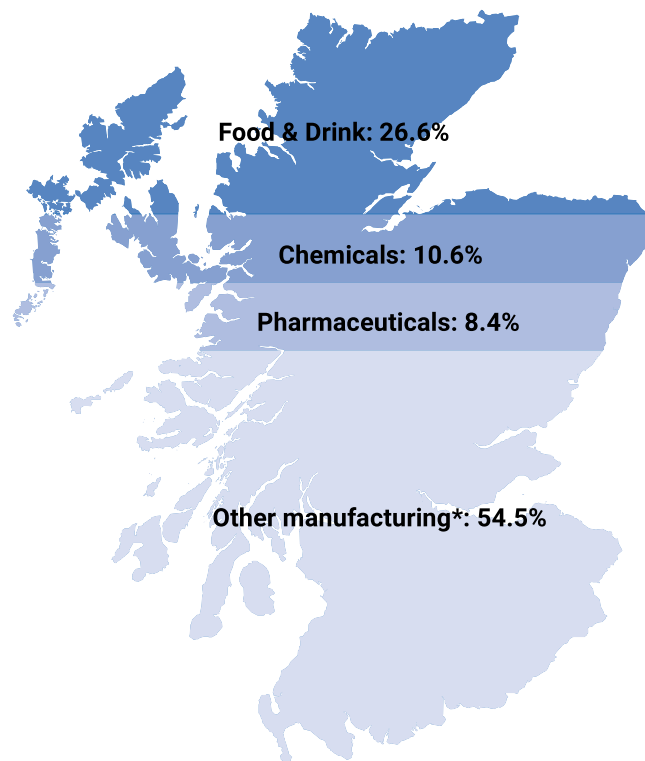 Food & Drink: 26.6%
Chemicals: 10.6%
Pharmaceuticals: 8.4%
Other manufacturing*: 54.5%